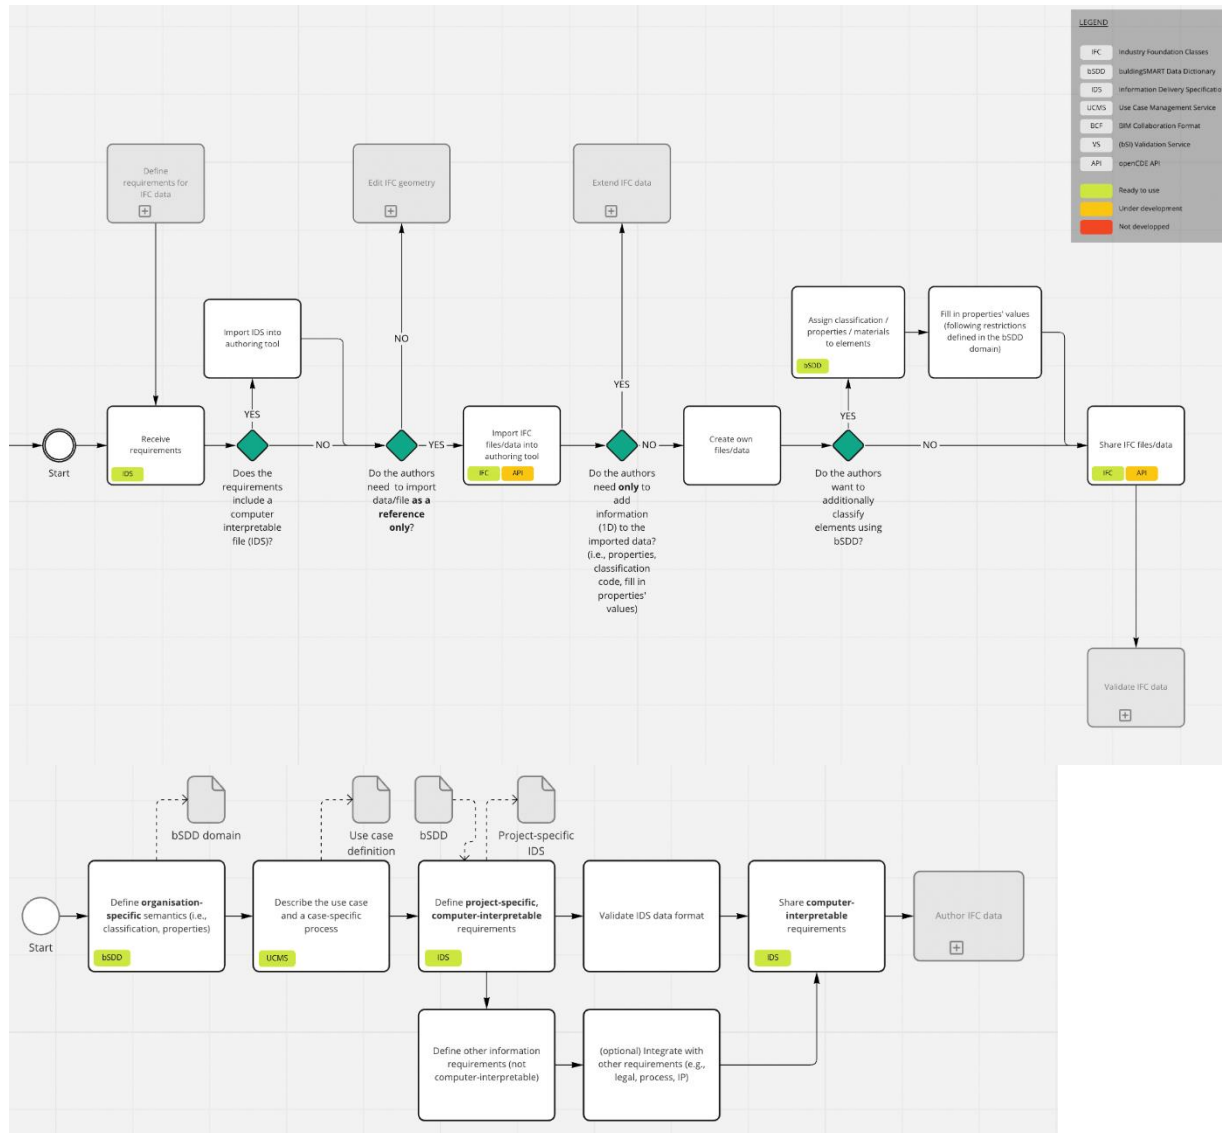 LEGEND
IFC Industry Foundation Classes
bSDD buildingSMART Data Dictionary
IDS Information Delivery Specificatio
UCMS Use Case Management Service
BCF BIM Collaboration Format
VS (bSI) Validation Service
API openCDE API
Ready to use
Under development
Not developped
Define
requirements for
IFC data
Edit IFC geometry
Extend IFC data
Import IDS into
authoring tool
NO
YES
Assign classification /
properties / materials
to elements
bSDD
Fill in properties' values
(following restrictions
defined in the bSDD
domain)
Start
Receive
requirements
IDS
YES
Does the
requirements
include a
computer
interpretable
file (IDS)?
NO
Do the authors
need to import
data/file as a
reference
only?
YES
Import IFC
files/data into
authoring tool
IFC API
Do the authors
need only to
add
information
(1D) to the
imported data?
(i.e., properties,
classification
code, fill in
properties'
values)
NO
Create own
files/data
YES
Do the authors
want to
additionally
classify
elements using
bSDD?
NO
Share IFC files/data
IFC API
Validate IFC data
bSDD domain
Use case
definition
bSDD
Project-specific
IDS
Start
Define organisation-
specific semantics (i.e.,
classification, properties)
bSDD
Describe the use case
and a case-specific
process
UCMS
Define project-specific,
computer-interpretable
requirements
IDS
Validate IDS data format
Share computer-
interpretable
requirements
IDS
Author IFC data
Define other information
requirements (not
computer-interpretable)
(optional) Integrate with
other requirements (e.g.,
legal, process, IP)